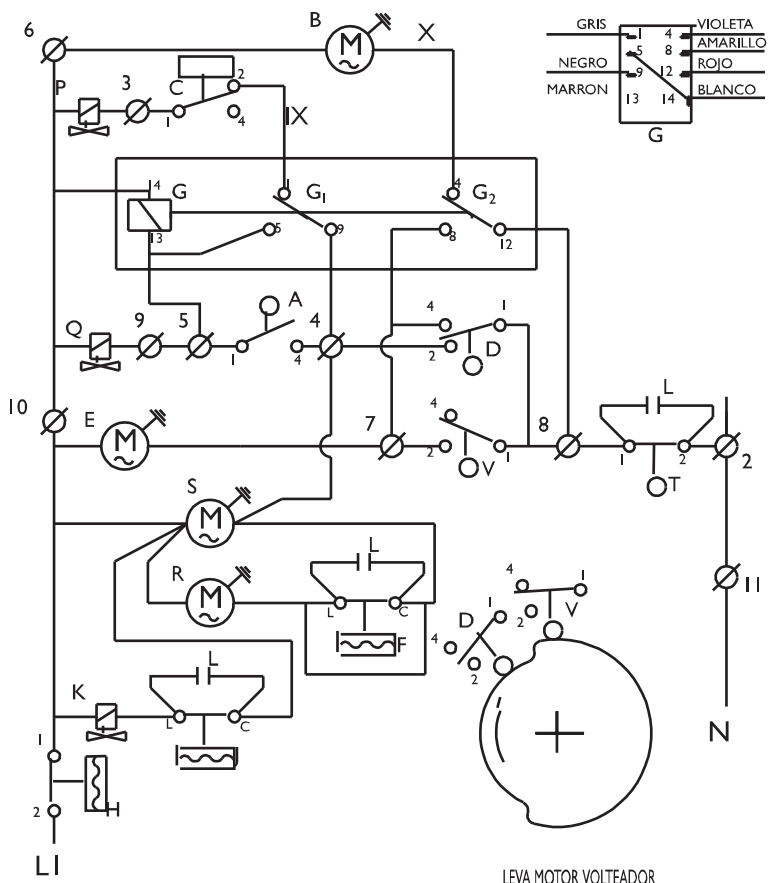 B
X
6
M
GRIS
1
4
VIOLETA
5
8
AMARILLO
NEGRO
9
12
ROJO
MARRON
13
14
BLANCO
G
P
3
C
2
1
4
IX
14
G
1
G1
4
G2
13
5
9
8
12
Q
9
5
A
4
1
4
4
1
2
D
10
E
M
7
4
2
V
1
8
L
1
2
T
2
S
M
R
M
L
L
C
F
4
1
2
V
11
D
1
4
2
K
L
L
C
N
1
2
H
L1
LEVA MOTOR VOLTEADOR